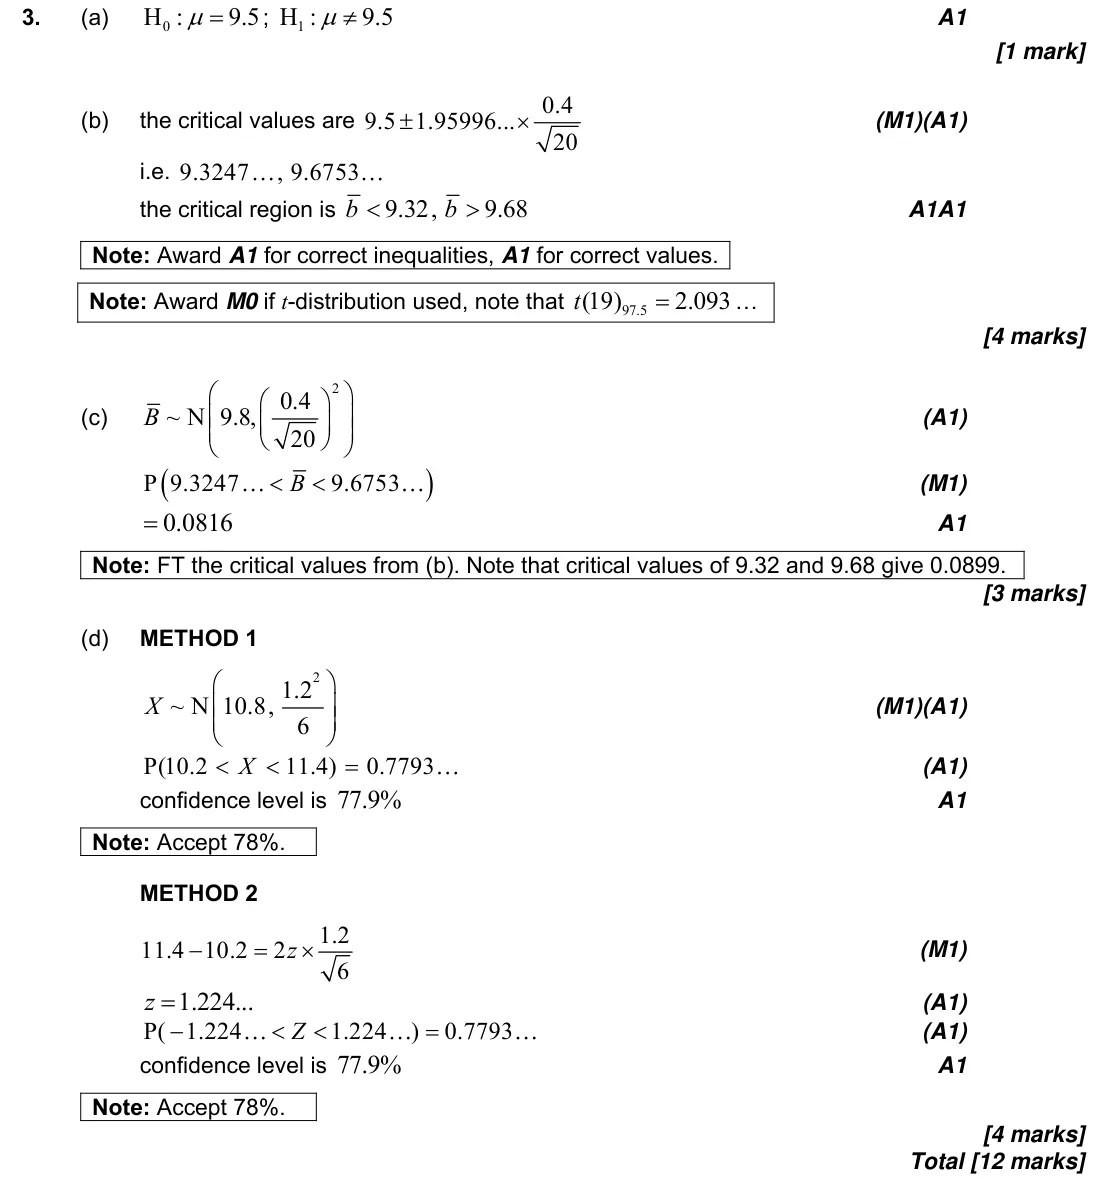 3. (a) H₀ : μ = 9.5 ; H₁ : μ ≠ 9.5 A1
[1 mark]
(b) the critical values are 9.5 ± 1.95996... × 0.4/√20 (M1)(A1)
i.e. 9.3247…, 9.6753…
the critical region is b̅ < 9.32, b̅ > 9.68 A1A1
Note: Award A1 for correct inequalities, A1 for correct values.
Note: Award M0 if t-distribution used, note that t(19)₉₇.₅ = 2.093 …
[4 marks]
(c) B̅ ~ N(9.8, (0.4/√20)²) (A1)
P(9.3247… < B̅ < 9.6753…) (M1)
= 0.0816 A1
Note: FT the critical values from (b). Note that critical values of 9.32 and 9.68 give 0.0899.
[3 marks]
(d) METHOD 1
X ~ N(10.8, 1.2²/6) (M1)(A1)
P(10.2 < X < 11.4) = 0.7793… (A1)
confidence level is 77.9% A1
Note: Accept 78%.
METHOD 2
11.4 − 10.2 = 2z × 1.2/√6 (M1)
z = 1.224... (A1)
P(−1.224… < Z < 1.224…) = 0.7793… (A1)
confidence level is 77.9% A1
Note: Accept 78%.
[4 marks]
Total [12 marks]